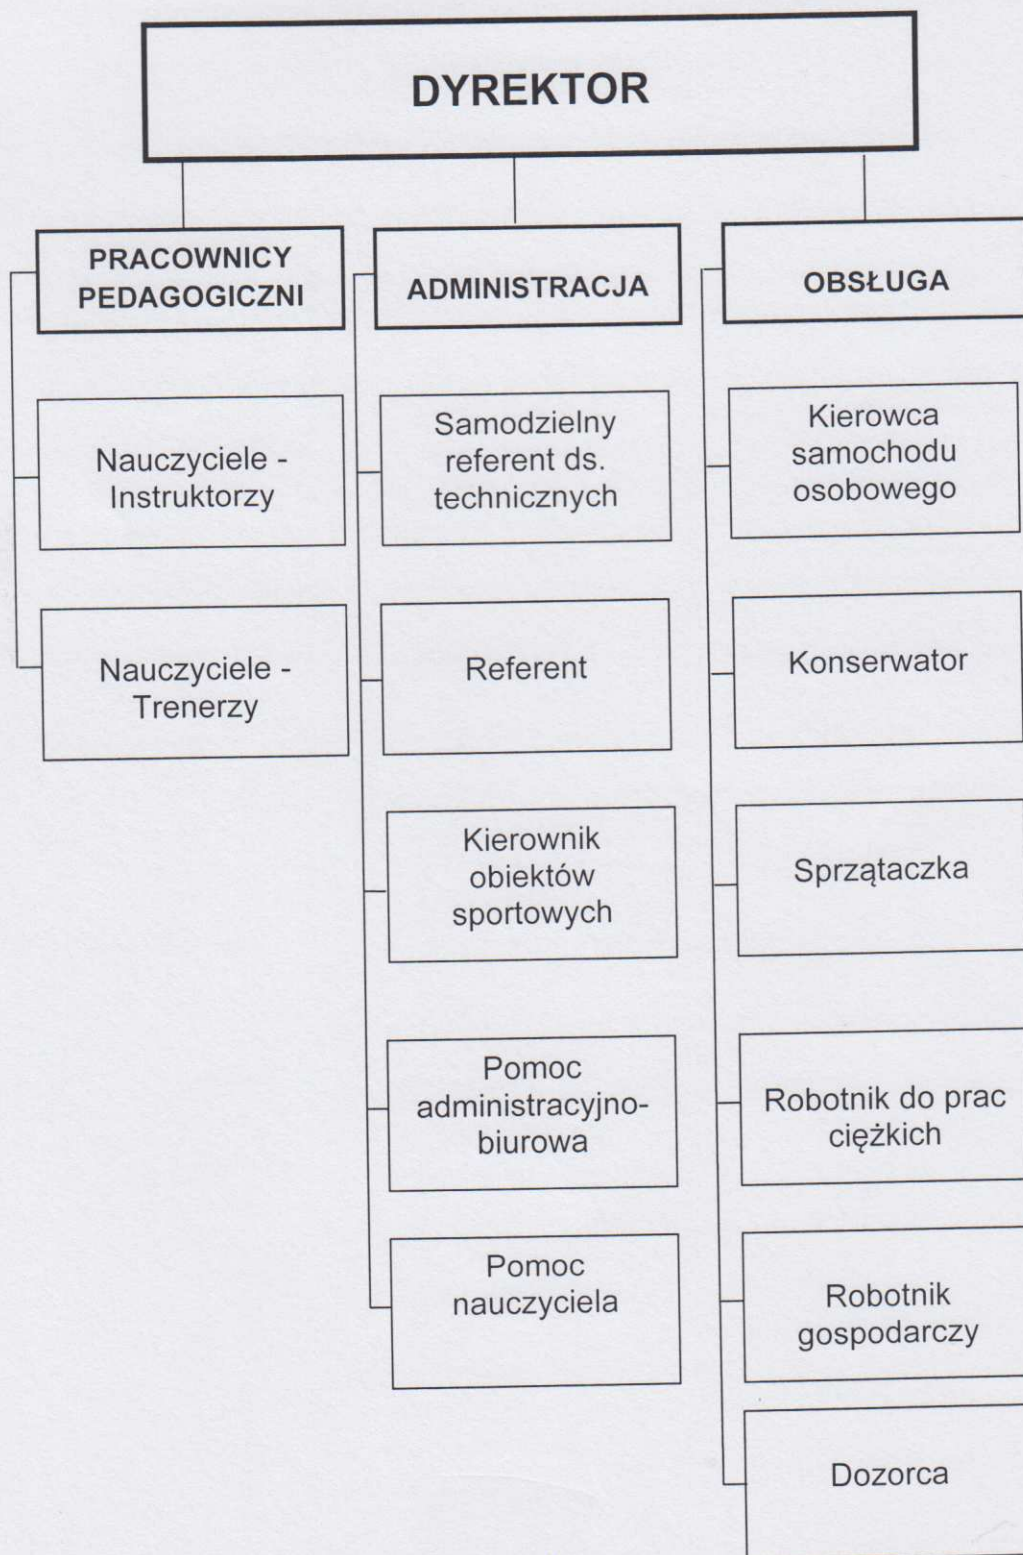 DYREKTOR
PRACOWNICY
PEDAGOGICZNI
Nauczyciele -
Instruktorzy
Nauczyciele -
Trenerzy
ADMINISTRACJA
Samodzielny
referent ds.
technicznych
Referent
Kierownik
obiektów
sportowych
Pomoc
administracyjno-
biurowa
Pomoc
nauczyciela
OBSŁUGA
Kierowca
samochodu
osobowego
Konserwator
Sprzątaczka
Robotnik do prac
ciężkich
Robotnik
gospodarczy
Dozorca